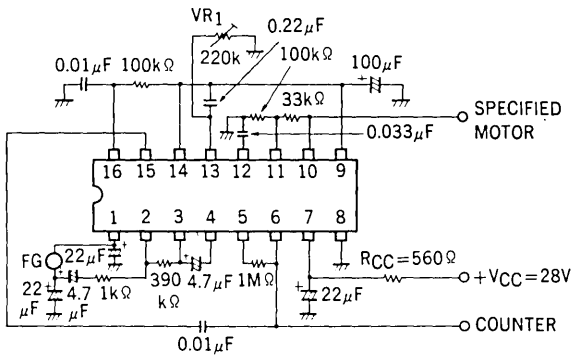 VR1
0.22μF
220k
100kΩ
0.01μF
100kΩ
100μF
+
33kΩ
0.033μF
SPECIFIED
MOTOR
16 15 14 13 12 11 10 9
1 2 3 4 5 6 7 8
FG
22μF
+
+
22
μF
+
4.7
μF
1kΩ
390
kΩ
+
4.7μF
1MΩ
+
22μF
RCC=560Ω
+VCC=28V
0.01μF
COUNTER